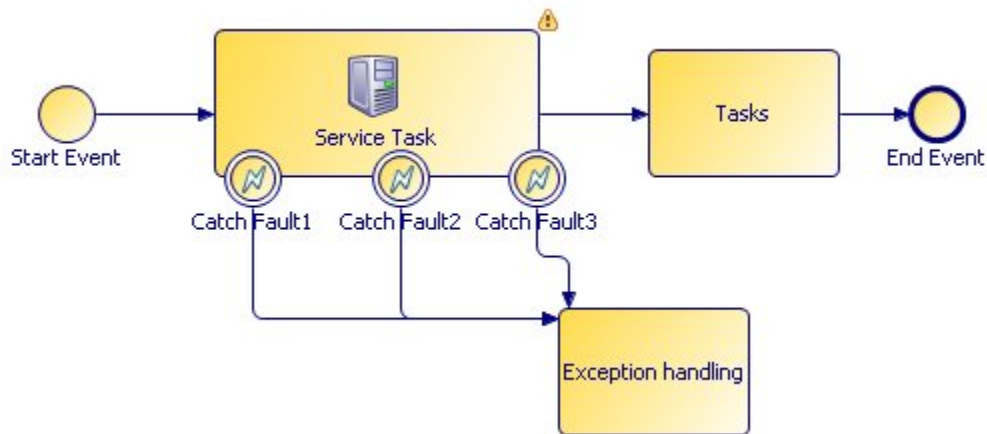 Service Task
Tasks
Start Event
End Event
Catch Fault1
Catch Fault2
Catch Fault3
Exception handling